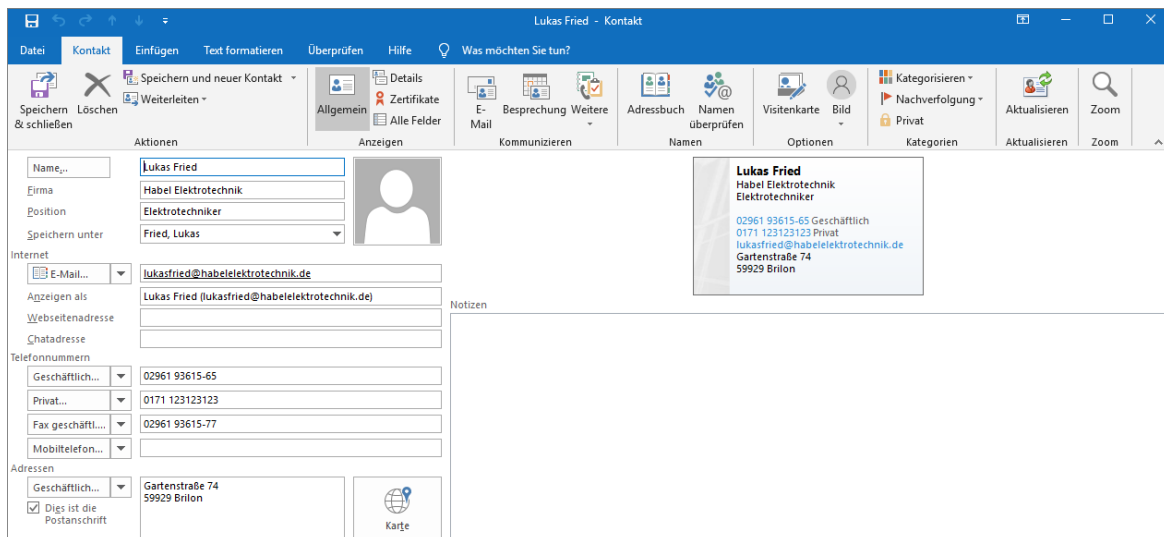 Lukas Fried - Kontakt
Datei Kontakt Einfügen Text formatieren Überprüfen Hilfe Was möchten Sie tun?
Speichern & schließen
Löschen
Speichern und neuer Kontakt
Weiterleiten
Aktionen
Allgemein
Details
Zertifikate
Alle Felder
Anzeigen
E-Mail
Besprechung
Weitere
Kommunizieren
Adressbuch
Namen überprüfen
Namen
Visitenkarte
Bild
Optionen
Kategorisieren
Nachverfolgung
Privat
Kategorien
Aktualisieren
Aktualisieren
Zoom
Zoom
Name... Lukas Fried
Firma Habel Elektrotechnik
Position Elektrotechniker
Speichern unter Fried, Lukas
Internet
E-Mail... lukasfried@habelelektrotechnik.de
Anzeigen als Lukas Fried (lukasfried@habelelektrotechnik.de)
Webseitenadresse
Chatadresse
Telefonnummern
Geschäftlich... 02961 93615-65
Privat... 0171 123123123
Fax geschäftl.... 02961 93615-77
Mobiltelefon...
Adressen
Geschäftlich... Gartenstraße 74
59929 Brilon
Dies ist die
Postanschrift
Karte
Lukas Fried
Habel Elektrotechnik
Elektrotechniker
02961 93615-65 Geschäftlich
0171 123123123 Privat
lukasfried@habelelektrotechnik.de
Gartenstraße 74
59929 Brilon
Notizen